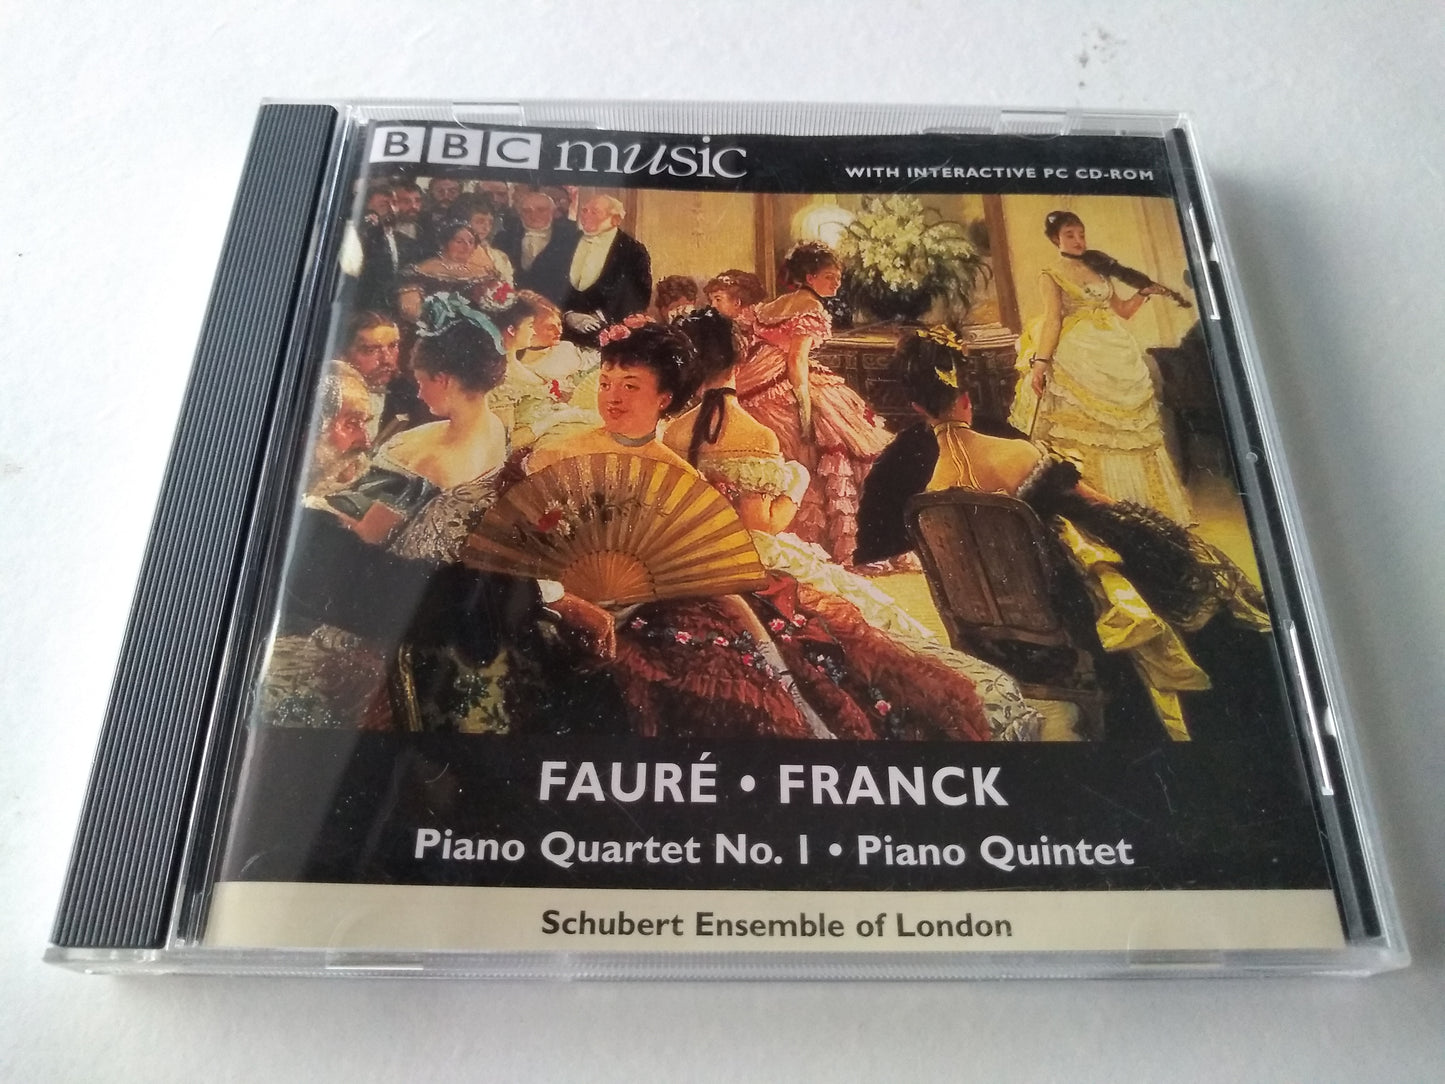 BBC music
WITH INTERACTIVE PC CD-ROM
FAURÉ • FRANCK
Piano Quartet No. 1 • Piano Quintet
Schubert Ensemble of London